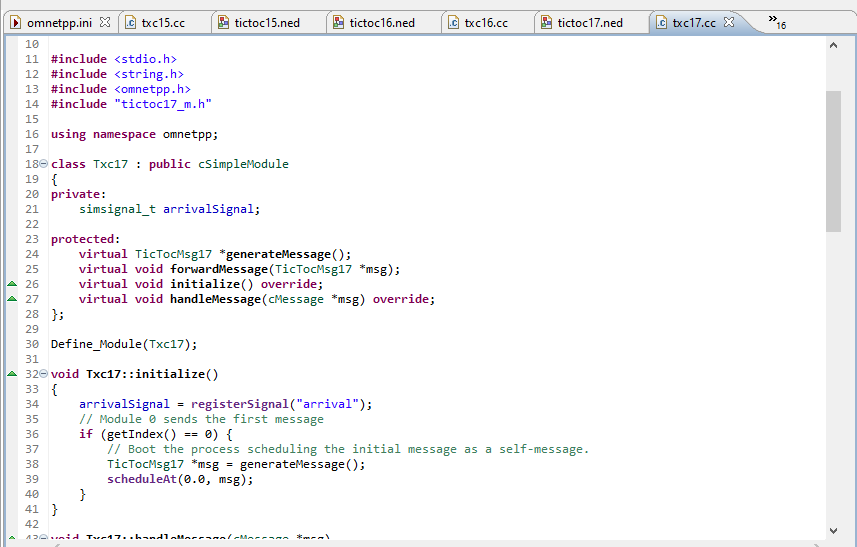 omnetpp.ini txc15.cc tictoc15.ned tictoc16.ned txc16.cc tictoc17.ned txc17.cc »16
10
11 #include <stdio.h>
12 #include <string.h>
13 #include <omnetpp.h>
14 #include "tictoc17_m.h"
15
16 using namespace omnetpp;
17
18 class Txc17 : public cSimpleModule
19 {
20 private:
21     simsignal_t arrivalSignal;
22
23 protected:
24     virtual TicTocMsg17 *generateMessage();
25     virtual void forwardMessage(TicTocMsg17 *msg);
26     virtual void initialize() override;
27     virtual void handleMessage(cMessage *msg) override;
28 };
29
30 Define_Module(Txc17);
31
32 void Txc17::initialize()
33 {
34     arrivalSignal = registerSignal("arrival");
35     // Module 0 sends the first message
36     if (getIndex() == 0) {
37         // Boot the process scheduling the initial message as a self-message.
38         TicTocMsg17 *msg = generateMessage();
39         scheduleAt(0.0, msg);
40     }
41 }
42
43 void Txc17::handleMessage(cMessage *msg)